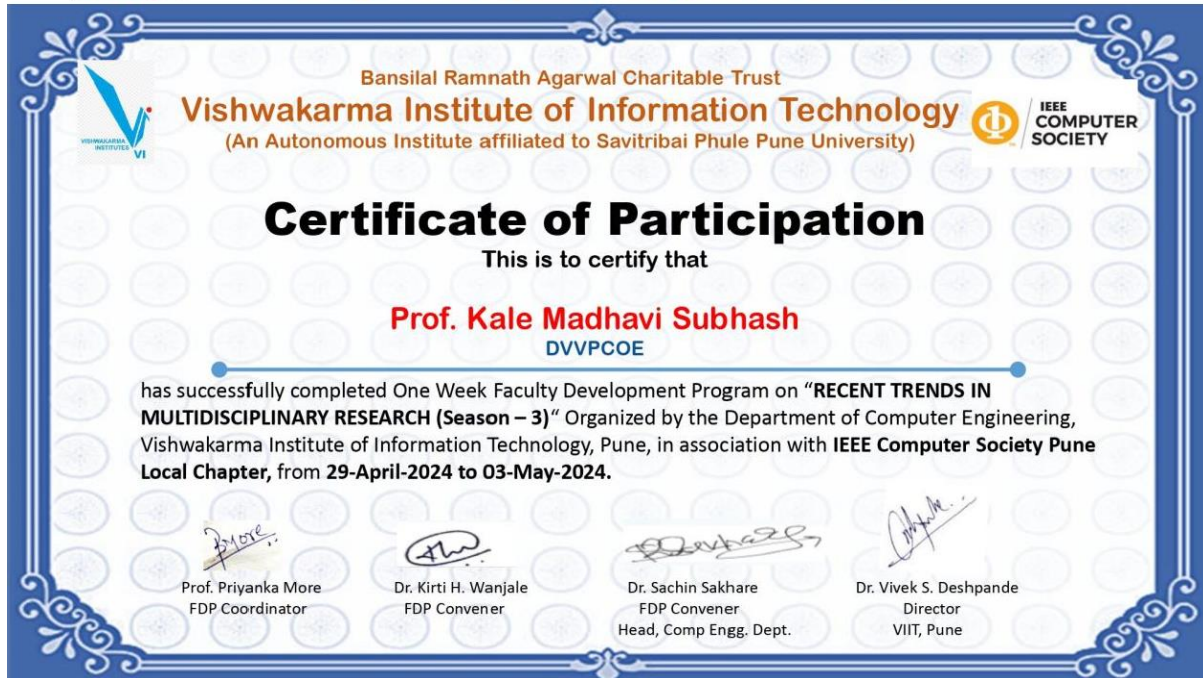 Bansilal Ramnath Agarwal Charitable Trust
Vishwakarma Institute of Information Technology
(An Autonomous Institute affiliated to Savitribai Phule Pune University)
VISHWAKARMA
INSTITUTES
VI
IEEE
COMPUTER
SOCIETY
Certificate of Participation
This is to certify that
Prof. Kale Madhavi Subhash
DVVPCOE
has successfully completed One Week Faculty Development Program on “RECENT TRENDS IN
MULTIDISCIPLINARY RESEARCH (Season – 3)“ Organized by the Department of Computer Engineering,
Vishwakarma Institute of Information Technology, Pune, in association with IEEE Computer Society Pune
Local Chapter, from 29-April-2024 to 03-May-2024.
Prof. Priyanka More
FDP Coordinator
Dr. Kirti H. Wanjale
FDP Convener
Dr. Sachin Sakhare
FDP Convener
Head, Comp Engg. Dept.
Dr. Vivek S. Deshpande
Director
VIIT, Pune